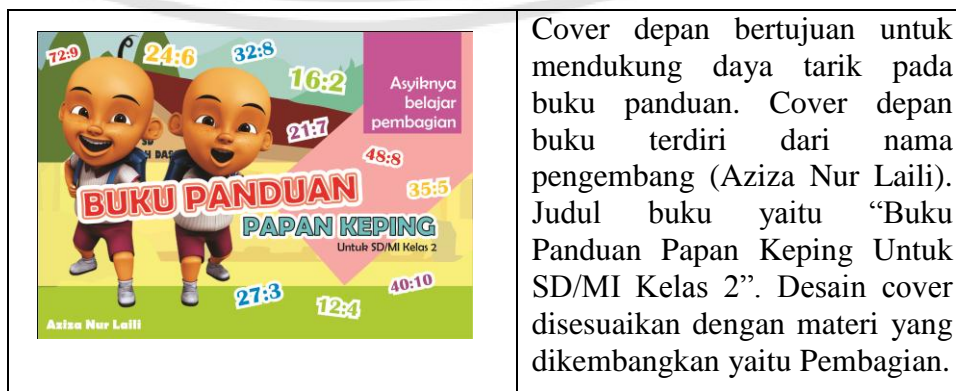 72:9
24:6
32:8
16:2
Asyiknya
belajar
pembagian
21:7
48:8
35:5
SD
BUKU PANDUAN
PAPAN KEPING
Untuk SD/MI Kelas 2
27:3
12:4
40:10
Aziza Nur Laili
Cover depan bertujuan untuk
mendukung daya tarik pada
buku panduan. Cover depan
buku terdiri dari nama
pengembang (Aziza Nur Laili).
Judul buku yaitu “Buku
Panduan Papan Keping Untuk
SD/MI Kelas 2”. Desain cover
disesuaikan dengan materi yang
dikembangkan yaitu Pembagian.